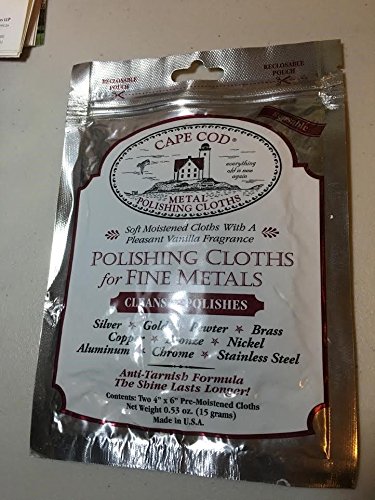 RECLOSABLE
POUCH
RECLOSABLE
POUCH
CAPE COD®
everything
old is new
again
TM
METAL
POLISHING CLOTHS
Soft Moistened Cloths With A
Pleasant Vanilla Fragrance
POLISHING CLOTHS
for FINE METALS
CLEANS POLISHES
Silver Gold Pewter Brass
Copper Bronze Nickel
Aluminum Chrome Stainless Steel
Anti-Tarnish Formula
The Shine Lasts Longer!
Contents: Two 4" x 6" Pre-Moistened Cloths
Net Weight 0.53 oz. (15 grams)
Made in U.S.A.